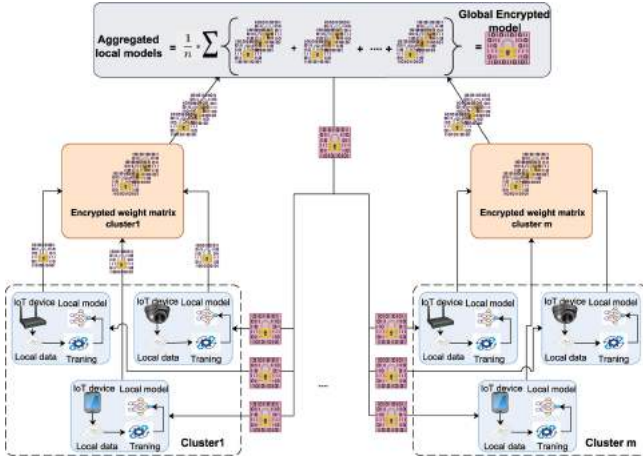 Aggregated
local models
= 1/n * ∑ { + + .... + } =
Global Encrypted
model
Encrypted weight matrix
cluster1
Encrypted weight matrix
cluster m
IoT device
Local model
Local data
Traning
IoT device
Local model
Local data
Traning
IoT device
Local model
Local data
Traning
Cluster1
....
IoT device
Local model
Local data
Traning
IoT device
Local model
Local data
Traning
IoT device
Local model
Local data
Traning
Cluster m